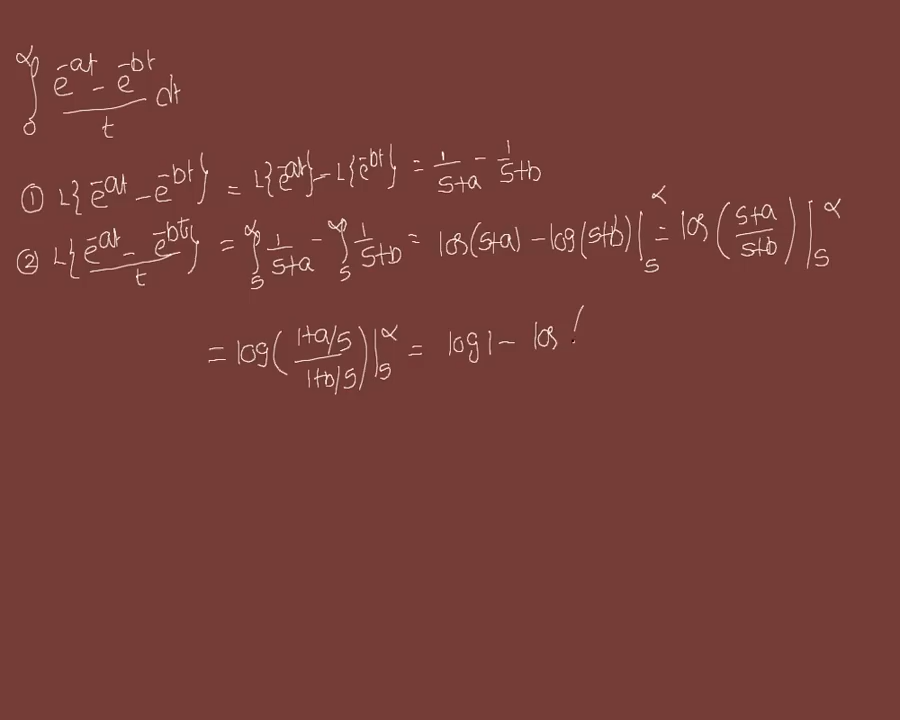 ∫₀^∞ (e^-at - e^-bt)/t dt
① L{e^-at - e^-bt} = L{e^-at} - L{e^-bt} = 1/(s+a) - 1/(s+b)
② L{(e^-at - e^-bt)/t} = ∫ₛ^∞ 1/(s+a) - ∫ₛ^∞ 1/(s+b) = log(s+a) - log(s+b)|ₛ^∞ = log((s+a)/(s+b))|ₛ^∞
= log((1+a/s)/(1+b/s))|ₛ^∞ = log 1 - log